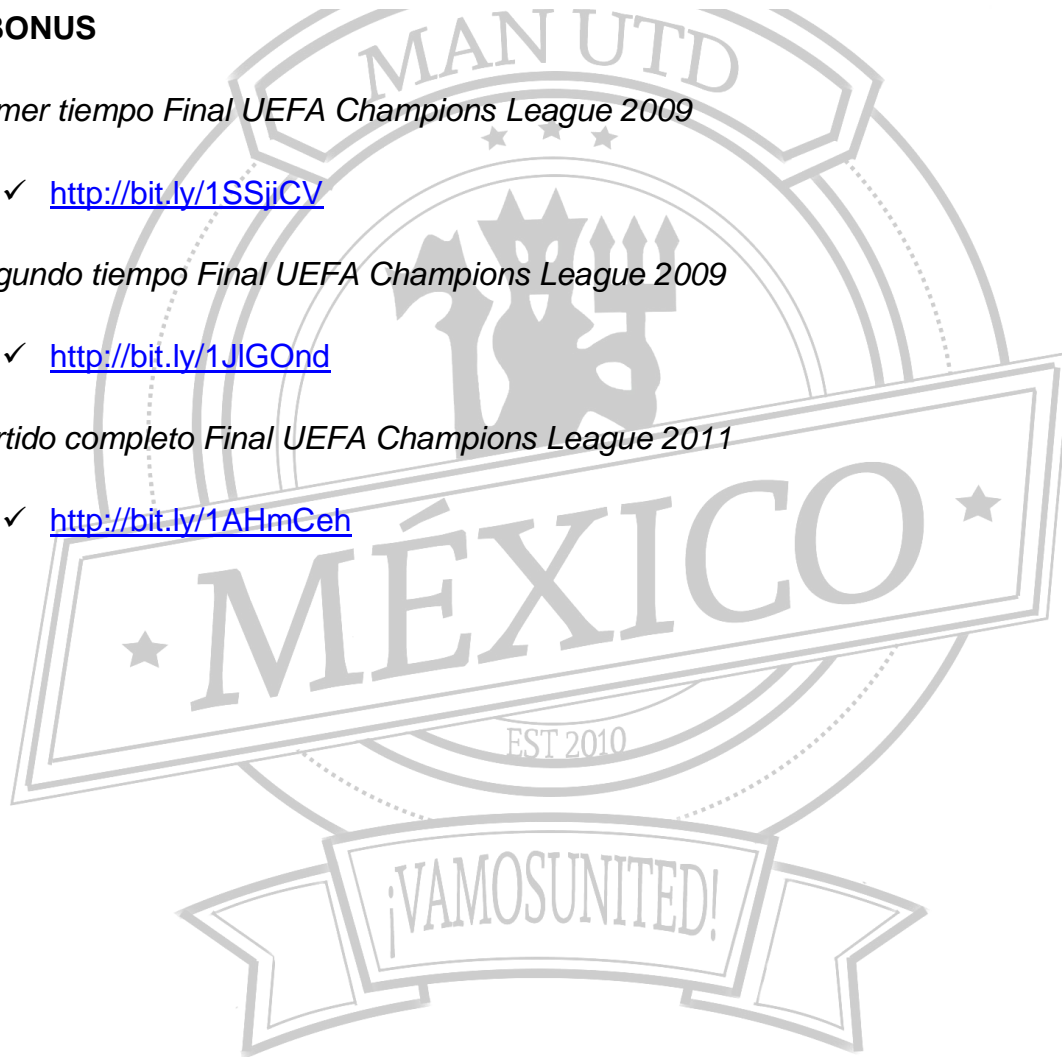 BONUS
mer tiempo Final UEFA Champions League 2009
✓ http://bit.ly/1SSjiCV
gundo tiempo Final UEFA Champions League 2009
✓ http://bit.ly/1JlGOnd
rtido completo Final UEFA Champions League 2011
✓ http://bit.ly/1AHmCeh
MAN UTD
MÉXICO
EST 2010
¡VAMOSUNITED!